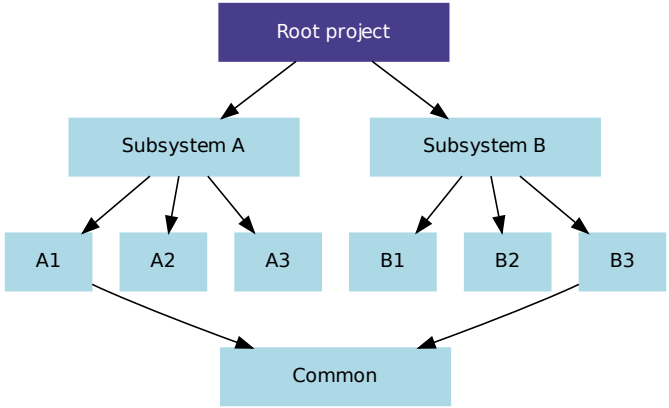 Root project
Subsystem A
Subsystem B
A1
A2
A3
B1
B2
B3
Common